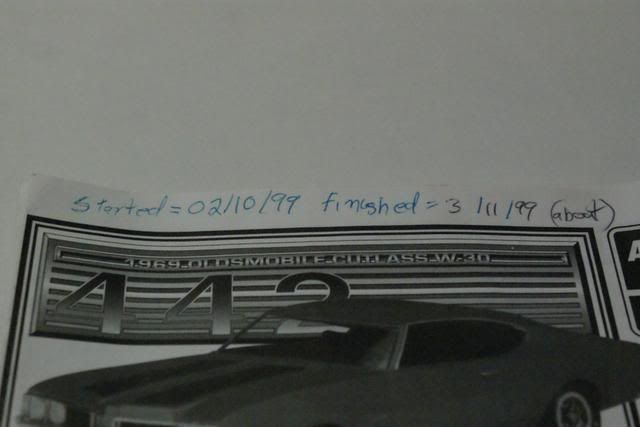 Started = 02/10/99 finished = 3/11/99 (about)
1969 OLDSMOBILE CUTLASS W-30
442
A